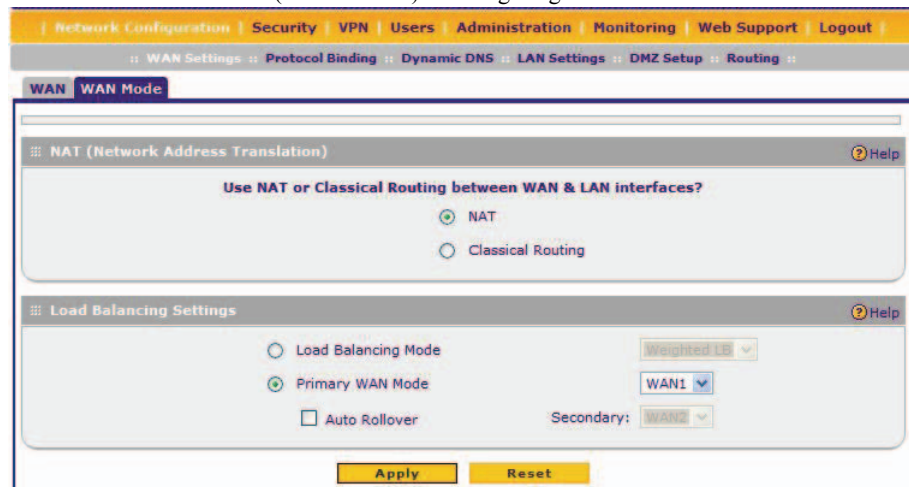 Network Configuration | Security | VPN | Users | Administration | Monitoring | Web Support | Logout
:: WAN Settings :: Protocol Binding :: Dynamic DNS :: LAN Settings :: DMZ Setup :: Routing ::
WAN WAN Mode
NAT (Network Address Translation) ? Help
Use NAT or Classical Routing between WAN & LAN interfaces?
NAT
Classical Routing
Load Balancing Settings ? Help
Load Balancing Mode Weighted LB
Primary WAN Mode WAN1
Auto Rollover Secondary: WAN2
Apply Reset